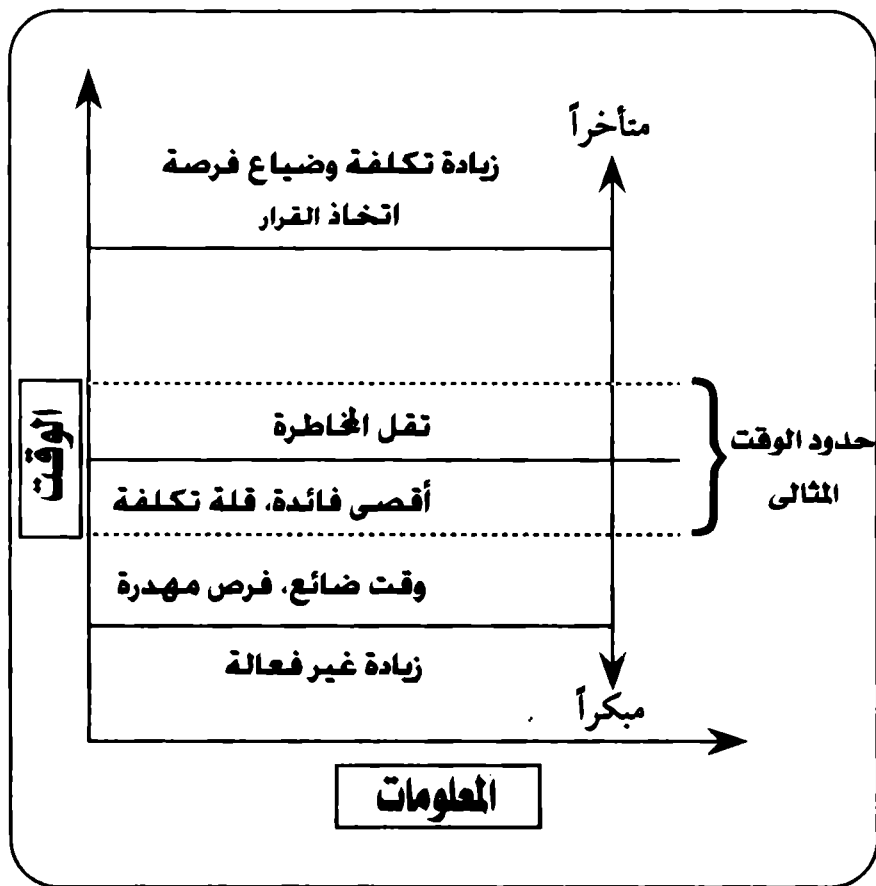 متأخراً
زيادة تكلفة وضياع فرصة
اتخاذ القرار
الوقت
تقل المخاطرة
حدود الوقت
المثالى
أقصى فائدة، قلة تكلفة
وقت ضائع، فرص مهدرة
زيادة غير فعالة
مبكراً
المعلومات